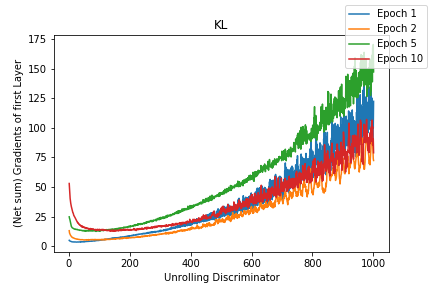 KL
Epoch 1
Epoch 2
Epoch 5
Epoch 10
(Net sum) Gradients of first Layer
175
150
125
100
75
50
25
0
0 200 400 600 800 1000
Unrolling Discriminator